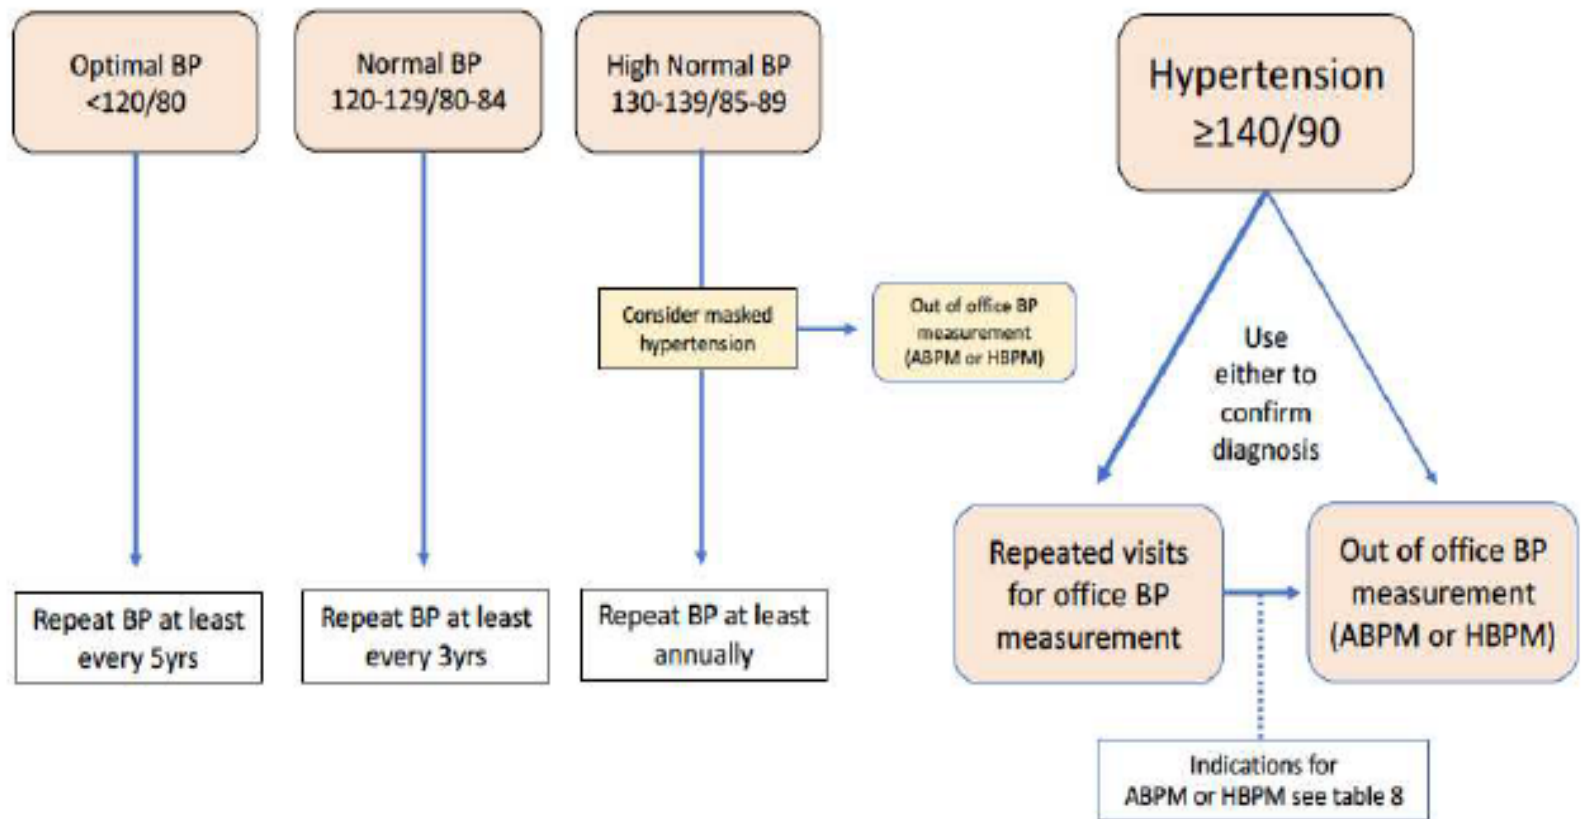 Optimal BP
<120/80
Normal BP
120-129/80-84
High Normal BP
130-139/85-89
Hypertension
≥140/90
Consider masked
hypertension
Out of office BP
measurement
(ABPM or HBPM)
Use
either to
confirm
diagnosis
Repeat BP at least
every 5yrs
Repeat BP at least
every 3yrs
Repeat BP at least
annually
Repeated visits
for office BP
measurement
Out of office BP
measurement
(ABPM or HBPM)
Indications for
ABPM or HBPM see table 8